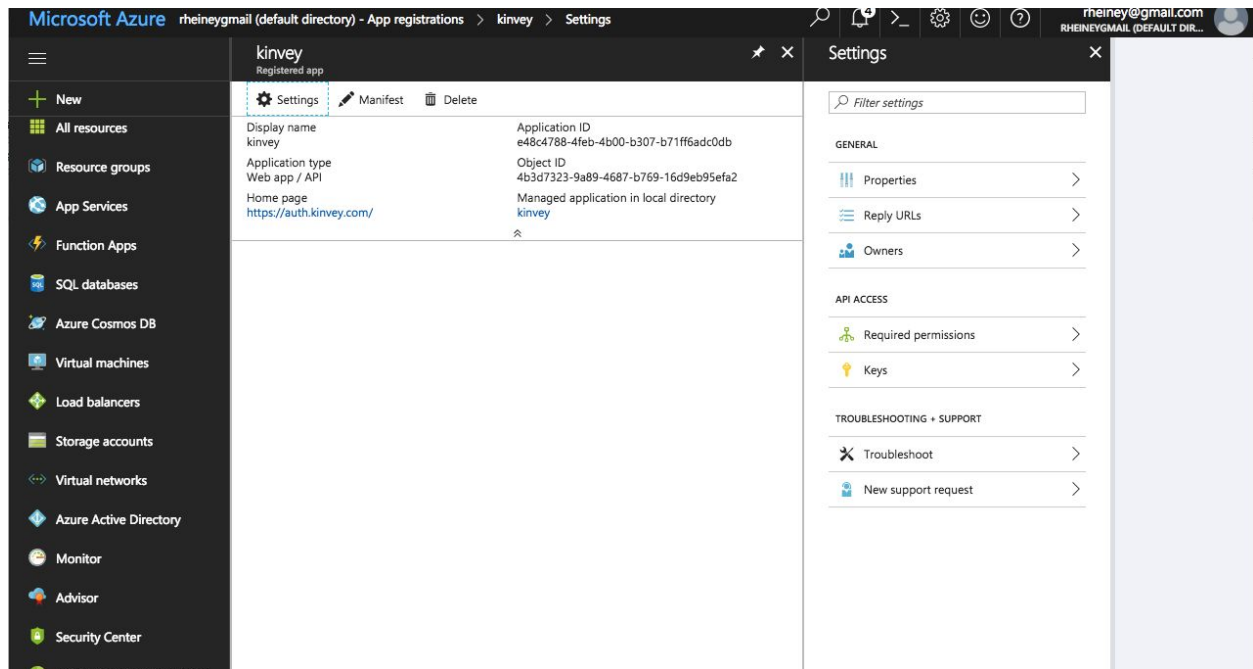 Microsoft Azure rheineygmail (default directory) - App registrations > kinvey > Settings
4
rheiney@gmail.com
RHEINEYGMAIL (DEFAULT DIR...
New
All resources
Resource groups
App Services
Function Apps
SQL databases
Azure Cosmos DB
Virtual machines
Load balancers
Storage accounts
Virtual networks
Azure Active Directory
Monitor
Advisor
Security Center
kinvey
Registered app
Settings Manifest Delete
Display name
kinvey
Application type
Web app / API
Home page
https://auth.kinvey.com/
Application ID
e48c4788-4feb-4b00-b307-b71ff6adc0db
Object ID
4b3d7323-9a89-4687-b769-16d9eb95efa2
Managed application in local directory
kinvey
Settings
Filter settings
GENERAL
Properties
Reply URLs
Owners
API ACCESS
Required permissions
Keys
TROUBLESHOOTING + SUPPORT
Troubleshoot
New support request